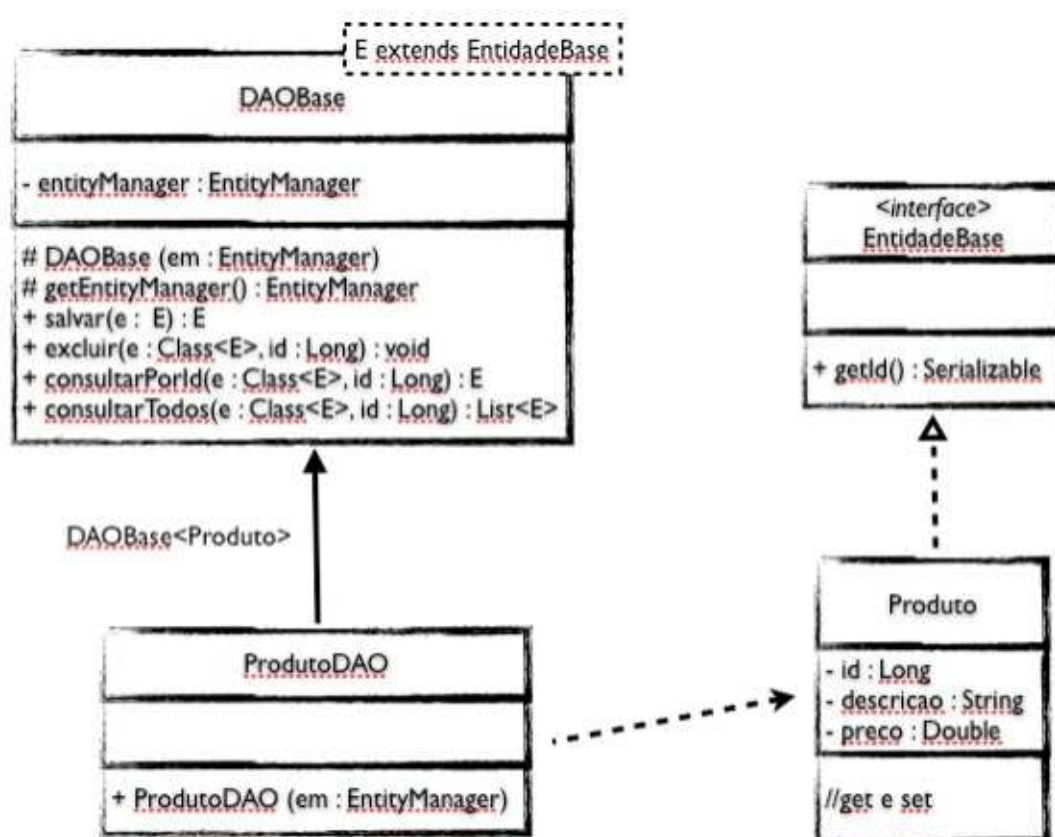 E extends EntidadeBase
DAOBase
- entityManager : EntityManager
# DAOBase (em : EntityManager)
# getEntityManager() : EntityManager
+ salvar(e : E) : E
+ excluir(e : Class<E>, id : Long) : void
+ consultarPorId(e : Class<E>, id : Long) : E
+ consultarTodos(e : Class<E>, id : Long) : List<E>
<interface>
EntidadeBase
+ getId() : Serializable
DAOBase<Produto>
ProdutoDAO
+ ProdutoDAO (em : EntityManager)
Produto
- id : Long
- descricao : String
- preco : Double
//get e set